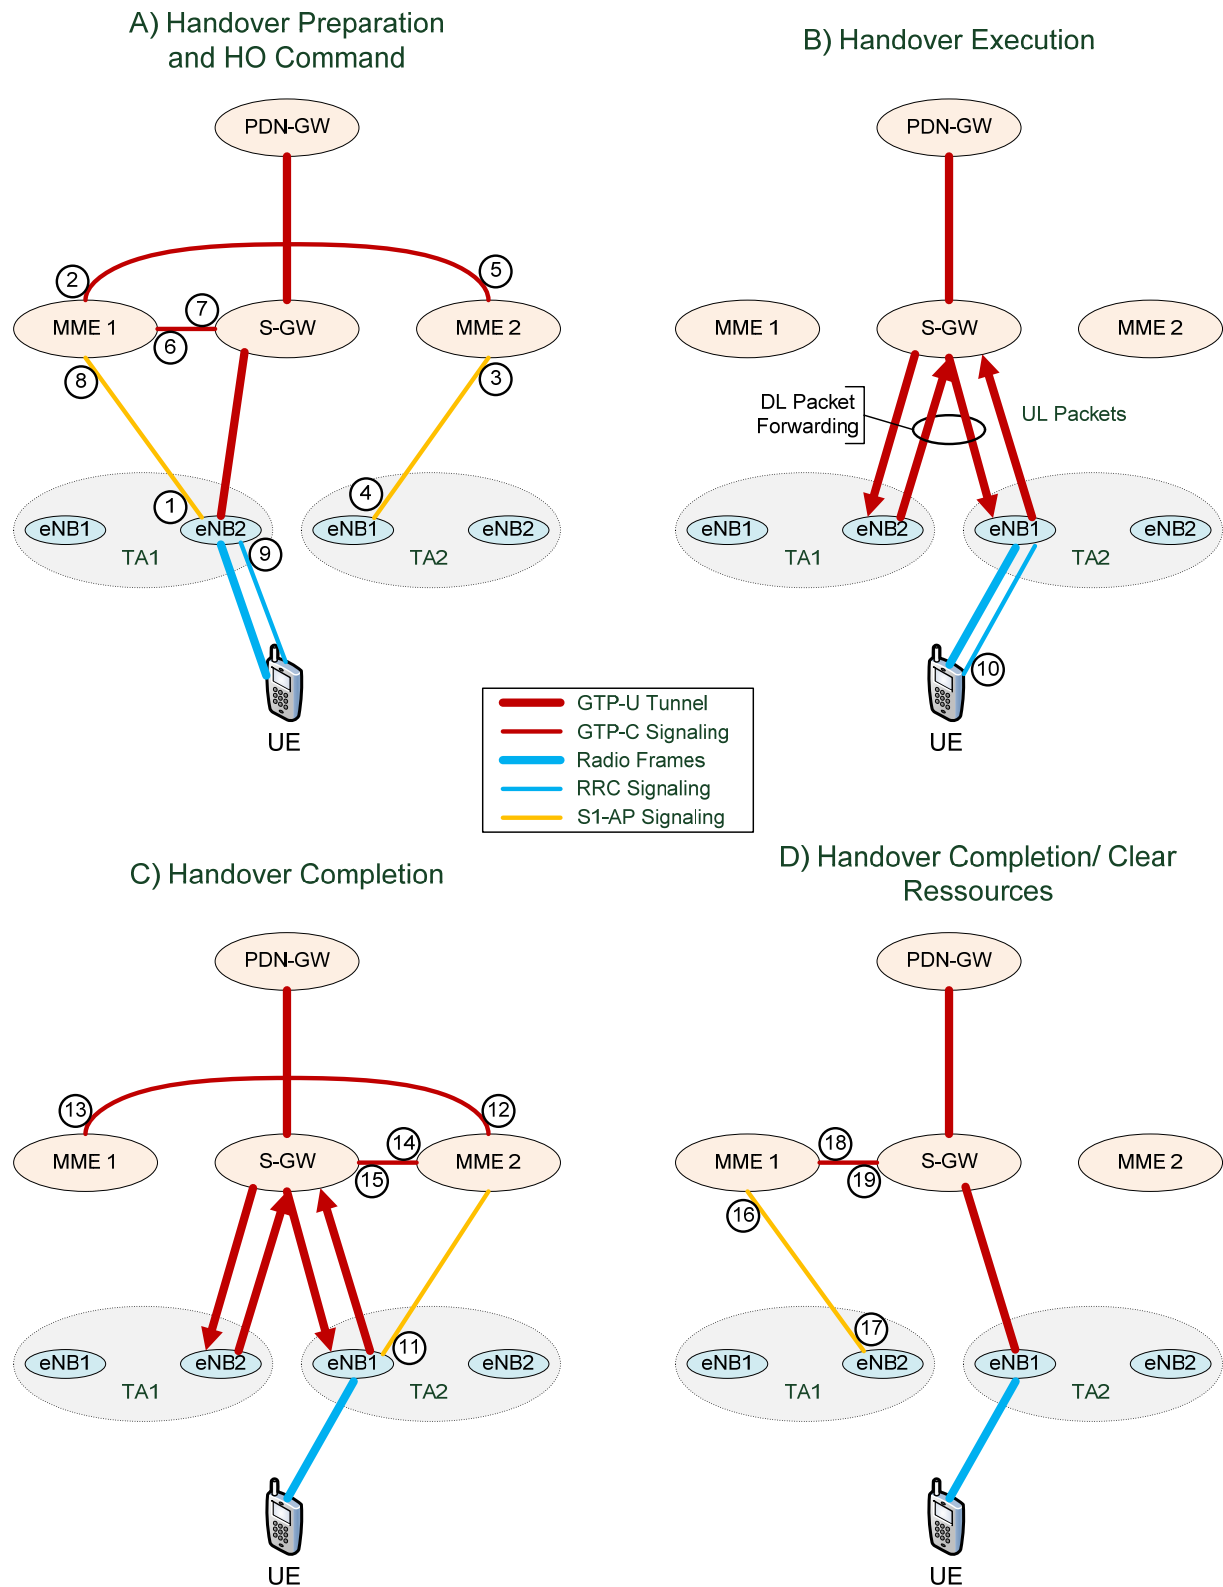 A) Handover Preparation
and HO Command
PDN-GW
2
5
7
MME 1
S-GW
MME 2
6
8
3
1
4
eNB1
eNB2
eNB1
eNB2
9
TA1
TA2
UE
B) Handover Execution
PDN-GW
MME 1
S-GW
MME 2
DL Packet
Forwarding
UL Packets
eNB1
eNB2
eNB1
eNB2
TA1
TA2
10
UE
GTP-U Tunnel
GTP-C Signaling
Radio Frames
RRC Signaling
S1-AP Signaling
C) Handover Completion
PDN-GW
13
12
14
MME 1
S-GW
MME 2
15
11
eNB1
eNB2
eNB1
eNB2
TA1
TA2
UE
D) Handover Completion/ Clear
Ressources
PDN-GW
18
MME 1
S-GW
MME 2
19
16
17
eNB1
eNB2
eNB1
eNB2
TA1
TA2
UE